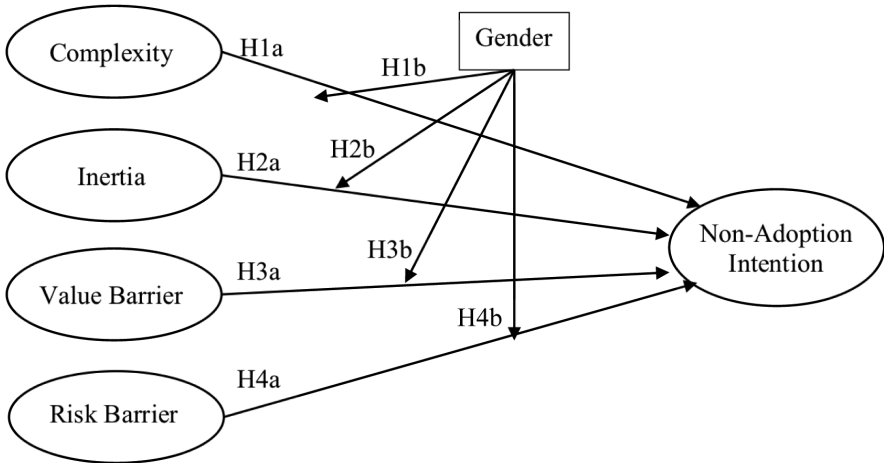 Complexity
H1a
Gender
H1b
Inertia
H2a
H2b
Non-Adoption
Intention
Value Barrier
H3a
H3b
Risk Barrier
H4a
H4b